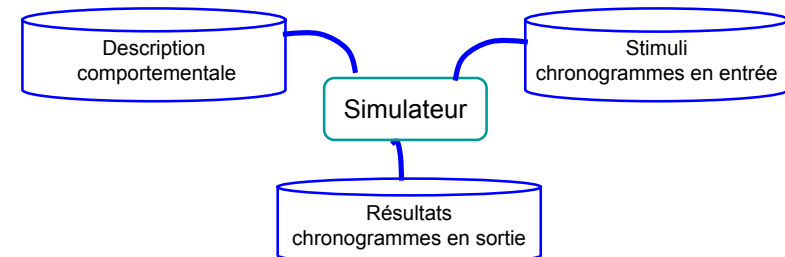 Description
comportementale
Stimuli
chronogrammes en entrée
Simulateur
Résultats
chronogrammes en sortie